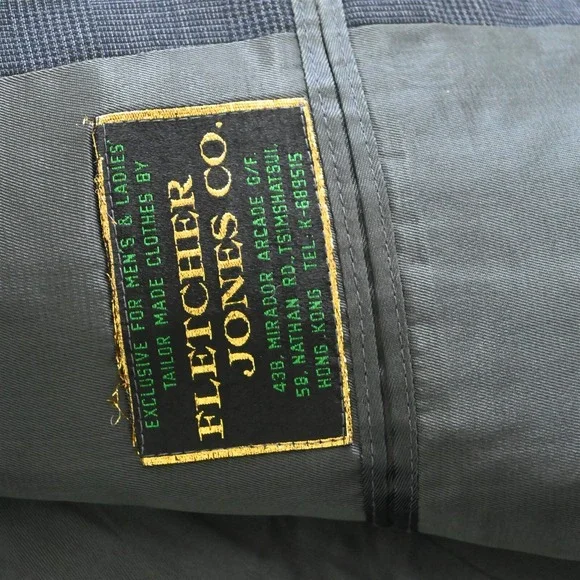 EXCLUSIVE FOR MEN'S & LADIES
TAILOR MADE CLOTHES BY
FLETCHER
JONES CO.
43B, MIRADOR ARCADE G/F.
58, NATHAN RD. TSIMSHATSUI.
HONG KONG TEL: K-689515